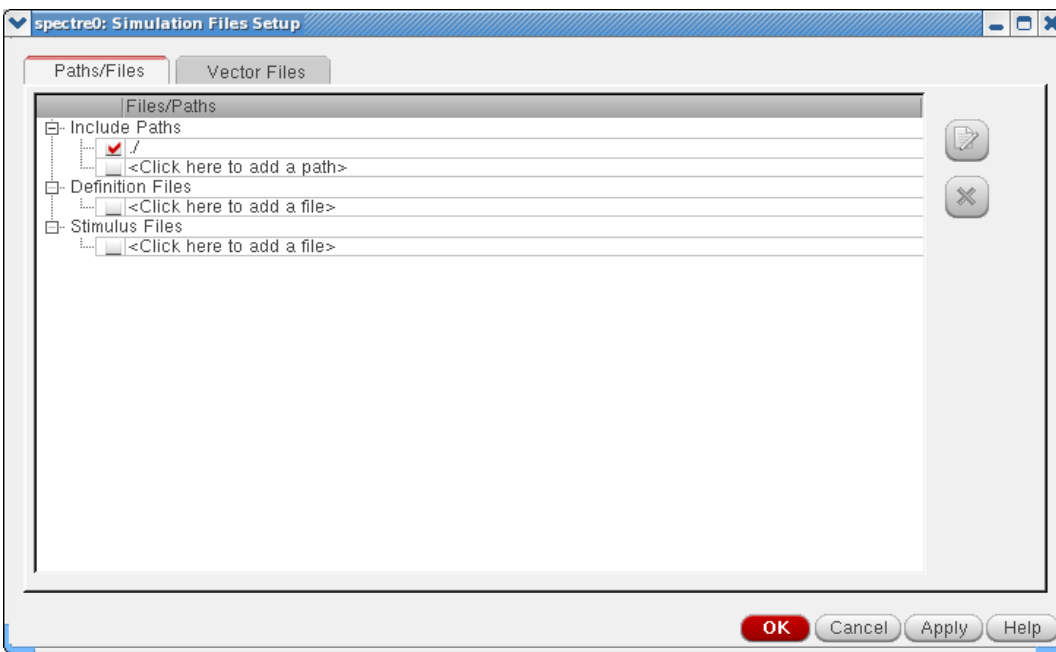 spectre0: Simulation Files Setup
Paths/Files
Vector Files
Files/Paths
Include Paths
./
<Click here to add a path>
Definition Files
<Click here to add a file>
Stimulus Files
<Click here to add a file>
OK
Cancel
Apply
Help